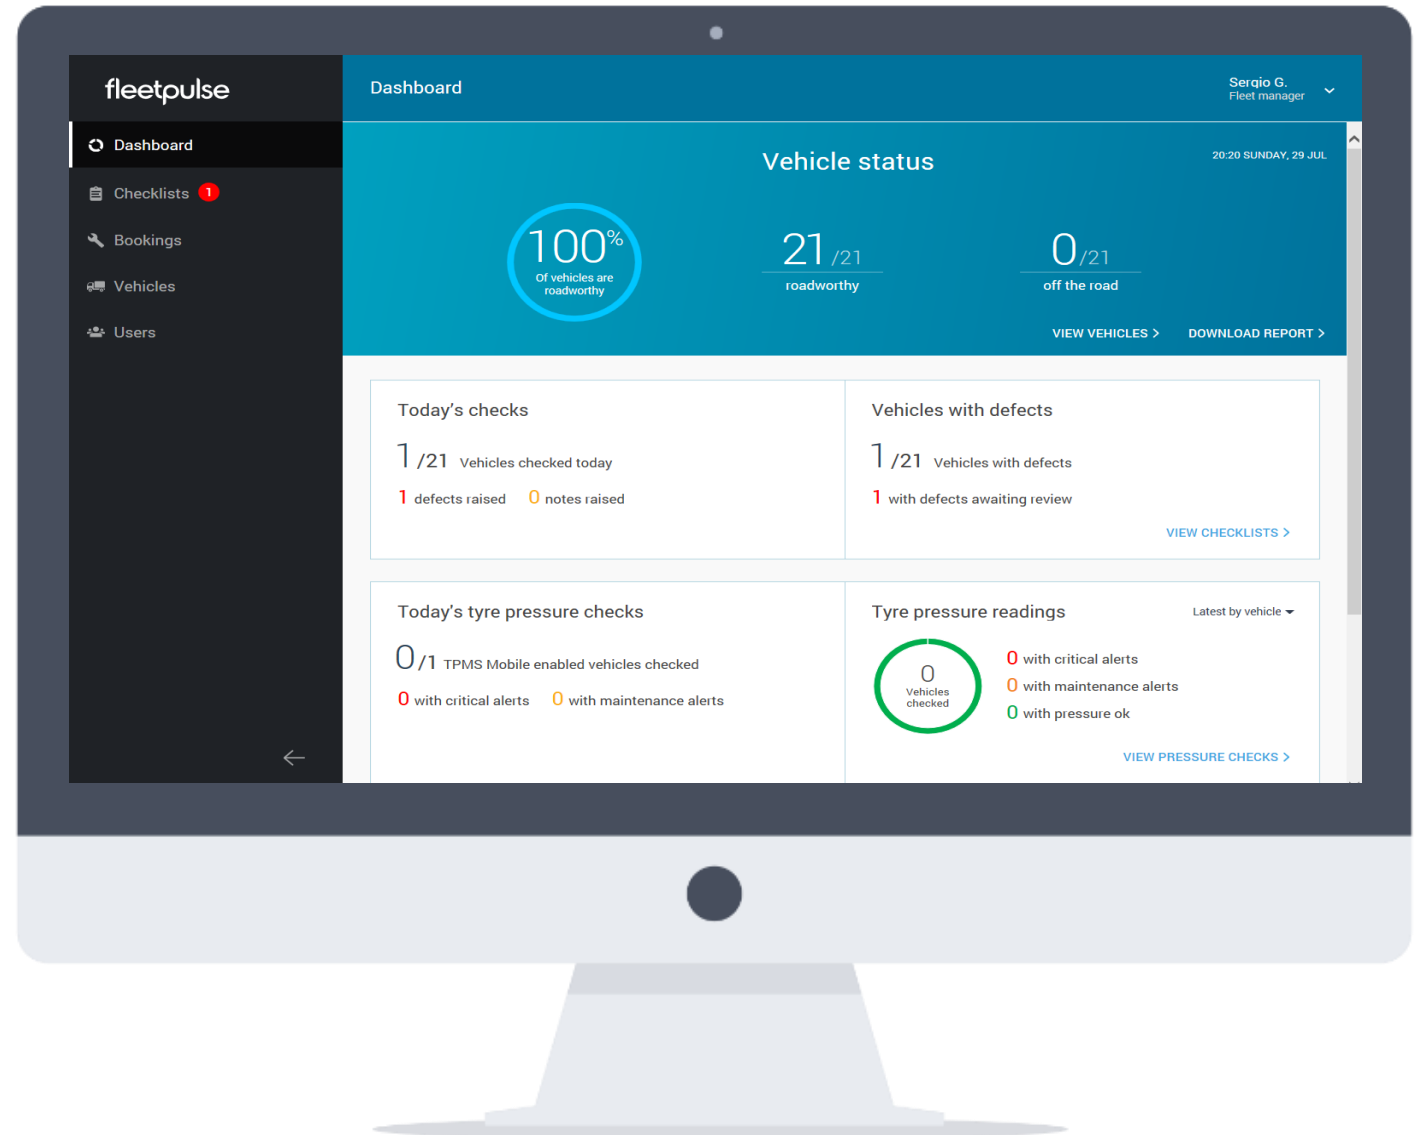 fleetpulse
Dashboard
Sergio G.
Fleet manager
Dashboard
Checklists 1
Bookings
Vehicles
Users
Vehicle status
20:20 SUNDAY, 29 JUL
100%
Of vehicles are
roadworthy
21 /21
roadworthy
0/21
off the road
VIEW VEHICLES >
DOWNLOAD REPORT >
Today's checks
1 /21 Vehicles checked today
1 defects raised 0 notes raised
Vehicles with defects
1 /21 Vehicles with defects
1 with defects awaiting review
VIEW CHECKLISTS >
Today's tyre pressure checks
0/1 TPMS Mobile enabled vehicles checked
0 with critical alerts 0 with maintenance alerts
Tyre pressure readings
Latest by vehicle
0
Vehicles
checked
0 with critical alerts
0 with maintenance alerts
0 with pressure ok
VIEW PRESSURE CHECKS >